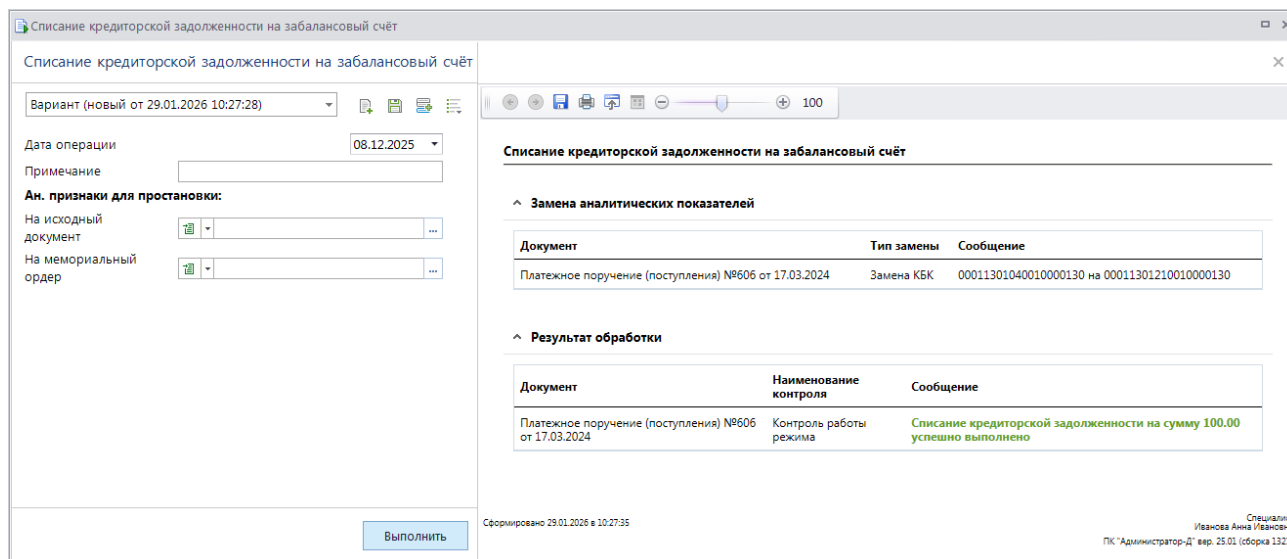 Списание кредиторской задолженности на забалансовый счёт
Списание кредиторской задолженности на забалансовый счёт
Вариант (новый от 29.01.2026 10:27:28)
Дата операции
08.12.2025
Примечание
Ан. признаки для простановки:
На исходный
документ
...
На мемориальный
ордер
...
Выполнить
100
Списание кредиторской задолженности на забалансовый счёт
Замена аналитических показателей
Документ Тип замены Сообщение
Платежное поручение (поступления) №606 от 17.03.2024 Замена КБК 00011301040010000130 на 00011301210010000130
Результат обработки
Документ Наименование контроля Сообщение
Платежное поручение (поступления) №606 Контроль работы Списание кредиторской задолженности на сумму 100.00
от 17.03.2024 режима успешно выполнено
Сформировано 29.01.2026 в 10:27:35
Иванова Анна
ПК "Администратор-Д" вер. 25.01 (сборка